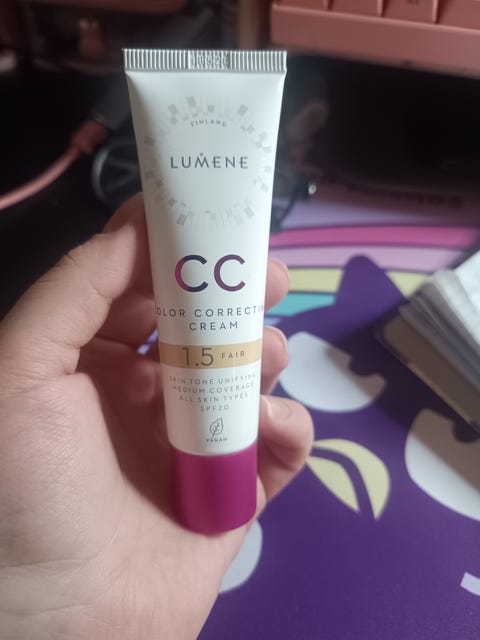 FINLAND
LUMENE
CC
COLOR CORRECTING
CREAM
1.5 FAIR
SKIN TONE UNIFYING
MEDIUM COVERAGE
ALL SKIN TYPES
SPF20
VEGAN